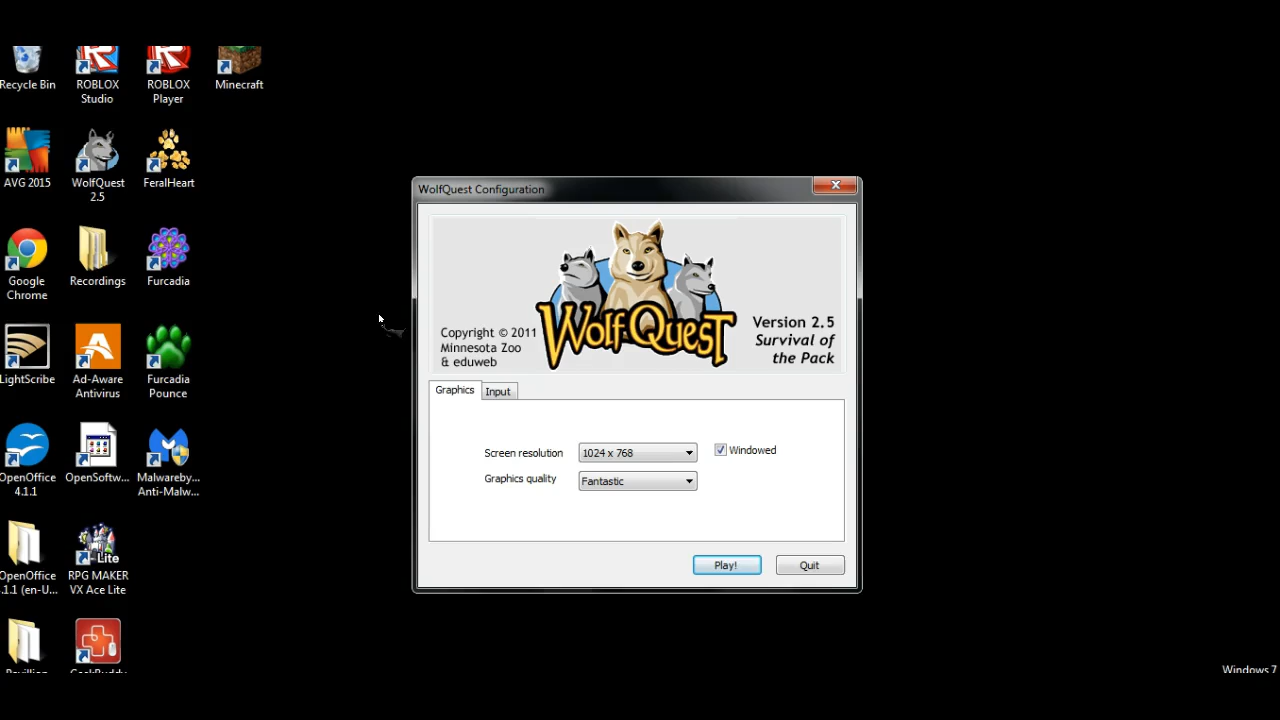 Recycle Bin
ROBLOX
Studio
ROBLOX
Player
Minecraft
AVG 2015
WolfQuest
2.5
FeralHeart
Google
Chrome
Recordings
Furcadia
LightScribe
Ad-Aware
Antivirus
Furcadia
Pounce
OpenOffice
4.1.1
OpenSoftw...
Malwareby...
Anti-Malw...
OpenOffice
4.1.1 (en-U...
Lite
RPG MAKER
VX Ace Lite
WolfQuest Configuration
Copyright © 2011
Minnesota Zoo
& eduweb
WolfQuest
Version 2.5
Survival of
the Pack
Graphics
Input
Screen resolution
1024 x 768
Windowed
Graphics quality
Fantastic
Play!
Quit
Windows 7